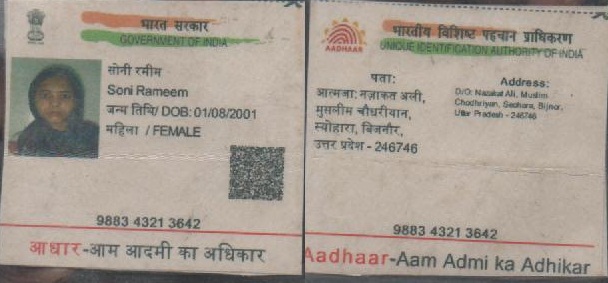 भारत सरकार
GOVERNMENT OF INDIA
सोनी रमीम
Soni Rameem
जन्म तिथि/ DOB: 01/08/2001
महिला / FEMALE
9883 4321 3642
आधार-आम आदमी का अधिकार
AADHAAR
भारतीय विशिष्ट पहचान प्राधिकरण
UNIQUE IDENTIFICATION AUTHORITY OF INDIA
पता:
आत्मजा: नज़ाकत अली,
मुसलीम चौधरीयान,
स्योहारा, बिजनौर,
उत्तर प्रदेश - 246746
Address:
D/O: Nazakat Ali, Muslim
Chodhriyan, Seohara, Bijnor,
Uttar Pradesh - 246746
9883 4321 3642
Aadhaar-Aam Admi ka Adhikar